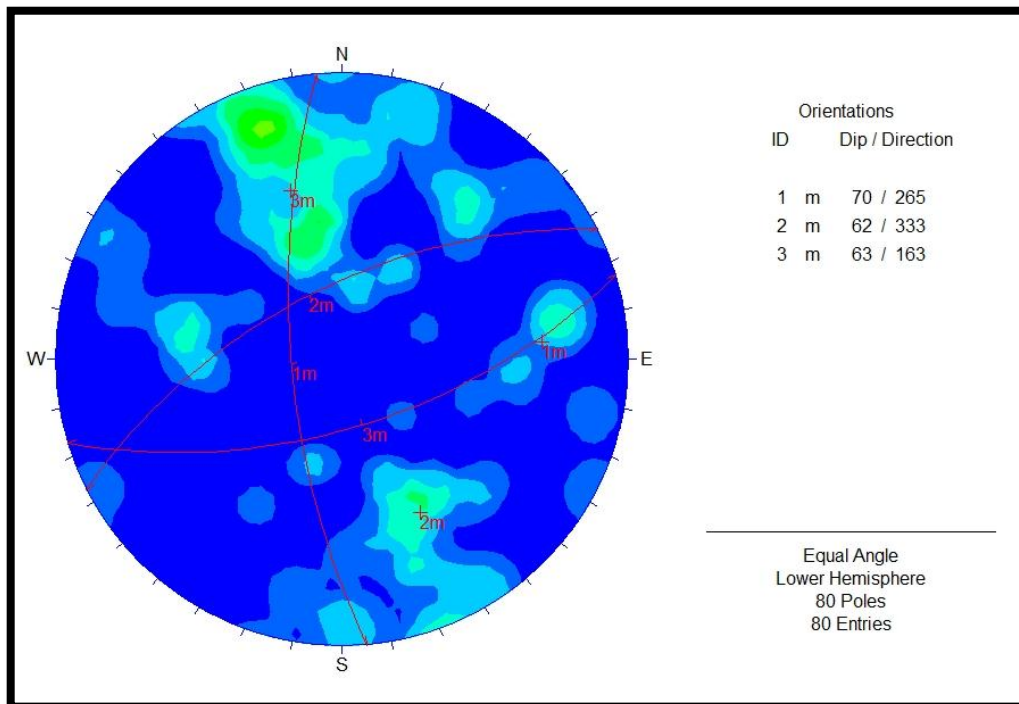 N
Orientations
ID Dip / Direction
3m
1 m 70 / 265
2 m 62 / 333
3 m 63 / 163
2m
W
1m
E
1m
3m
2m
Equal Angle
Lower Hemisphere
80 Poles
80 Entries
S